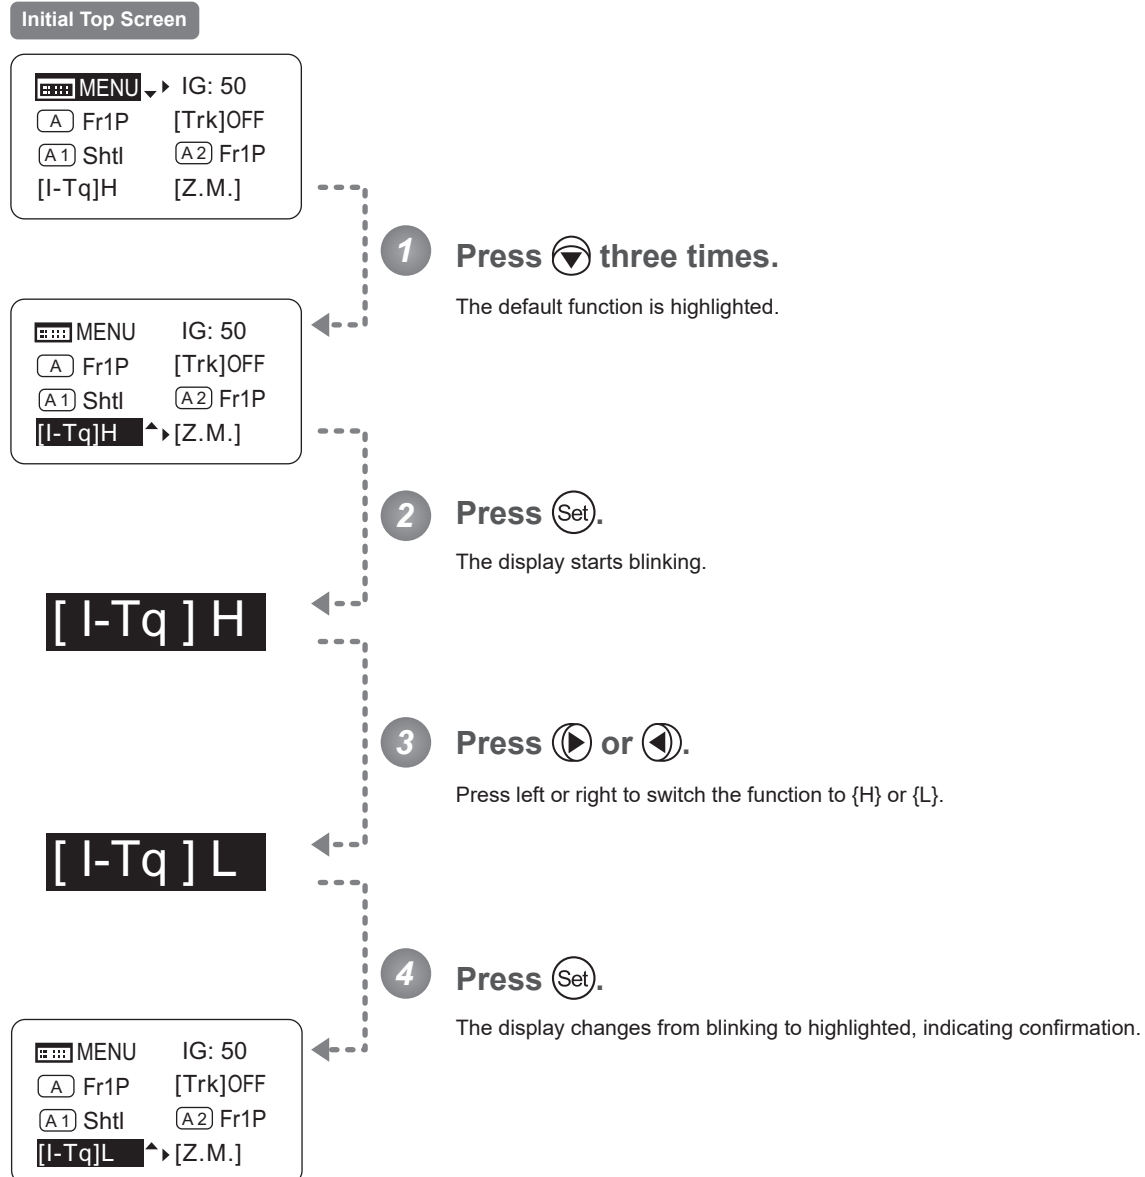 Initial Top Screen
MENU IG: 50
A Fr1P [Trk]OFF
A1 Shtl A2 Fr1P
[I-Tq]H [Z.M.]
1 Press three times.
The default function is highlighted.
MENU IG: 50
A Fr1P [Trk]OFF
A1 Shtl A2 Fr1P
[I-Tq]H [Z.M.]
2 Press Set.
The display starts blinking.
[ I-Tq ] H
3 Press or .
Press left or right to switch the function to {H} or {L}.
[ I-Tq ] L
4 Press Set.
The display changes from blinking to highlighted, indicating confirmation.
MENU IG: 50
A Fr1P [Trk]OFF
A1 Shtl A2 Fr1P
[I-Tq]L [Z.M.]